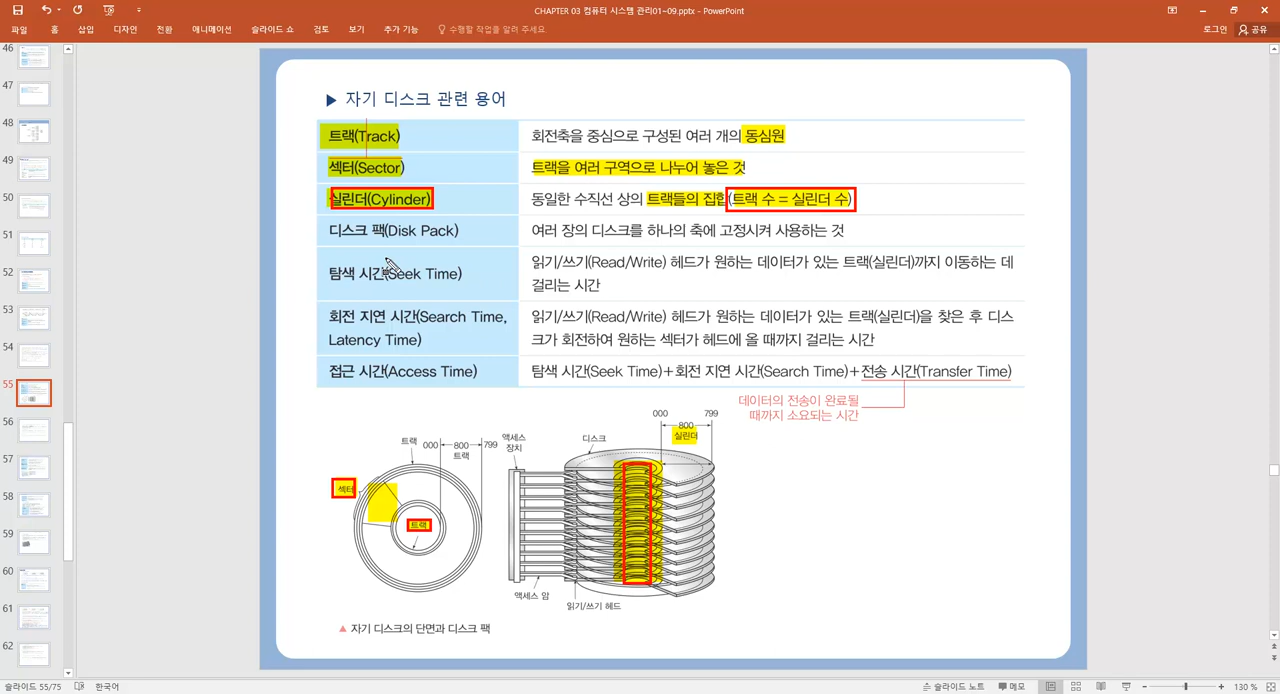 CHAPTER 03 컴퓨터 시스템 관리01~09.pptx - PowerPoint
파일 홈 삽입 디자인 전환 애니메이션 슬라이드 쇼 검토 보기 추가 기능 수행할 작업을 알려 주세요. 로그인 공유
46
47
48
49
50
51
52
53
54
55
56
57
58
59
60
61
62
▶ 자기 디스크 관련 용어
트랙(Track) 회전축을 중심으로 구성된 여러 개의 동심원
섹터(Sector) 트랙을 여러 구역으로 나누어 놓은 것
실린더(Cylinder) 동일한 수직선 상의 트랙들의 집합(트랙 수 = 실린더 수)
디스크 팩(Disk Pack) 여러 장의 디스크를 하나의 축에 고정시켜 사용하는 것
탐색 시간(Seek Time) 읽기/쓰기(Read/Write) 헤드가 원하는 데이터가 있는 트랙(실린더)까지 이동하는 데
걸리는 시간
회전 지연 시간(Search Time, 읽기/쓰기(Read/Write) 헤드가 원하는 데이터가 있는 트랙(실린더)을 찾은 후 디스
Latency Time) 크가 회전하여 원하는 섹터가 헤드에 올 때까지 걸리는 시간
접근 시간(Access Time) 탐색 시간(Seek Time)+회전 지연 시간(Search Time)+전송 시간(Transfer Time)
데이터의 전송이 완료될
때까지 소요되는 시간
트랙 000 800 799
트랙
섹터
트랙
액세스
장치
디스크
000 799
800
실린더
액세스 암
읽기/쓰기 헤드
▲ 자기 디스크의 단면과 디스크 팩
슬라이드 55/75 한국어 슬라이드 노트 메모 130 %